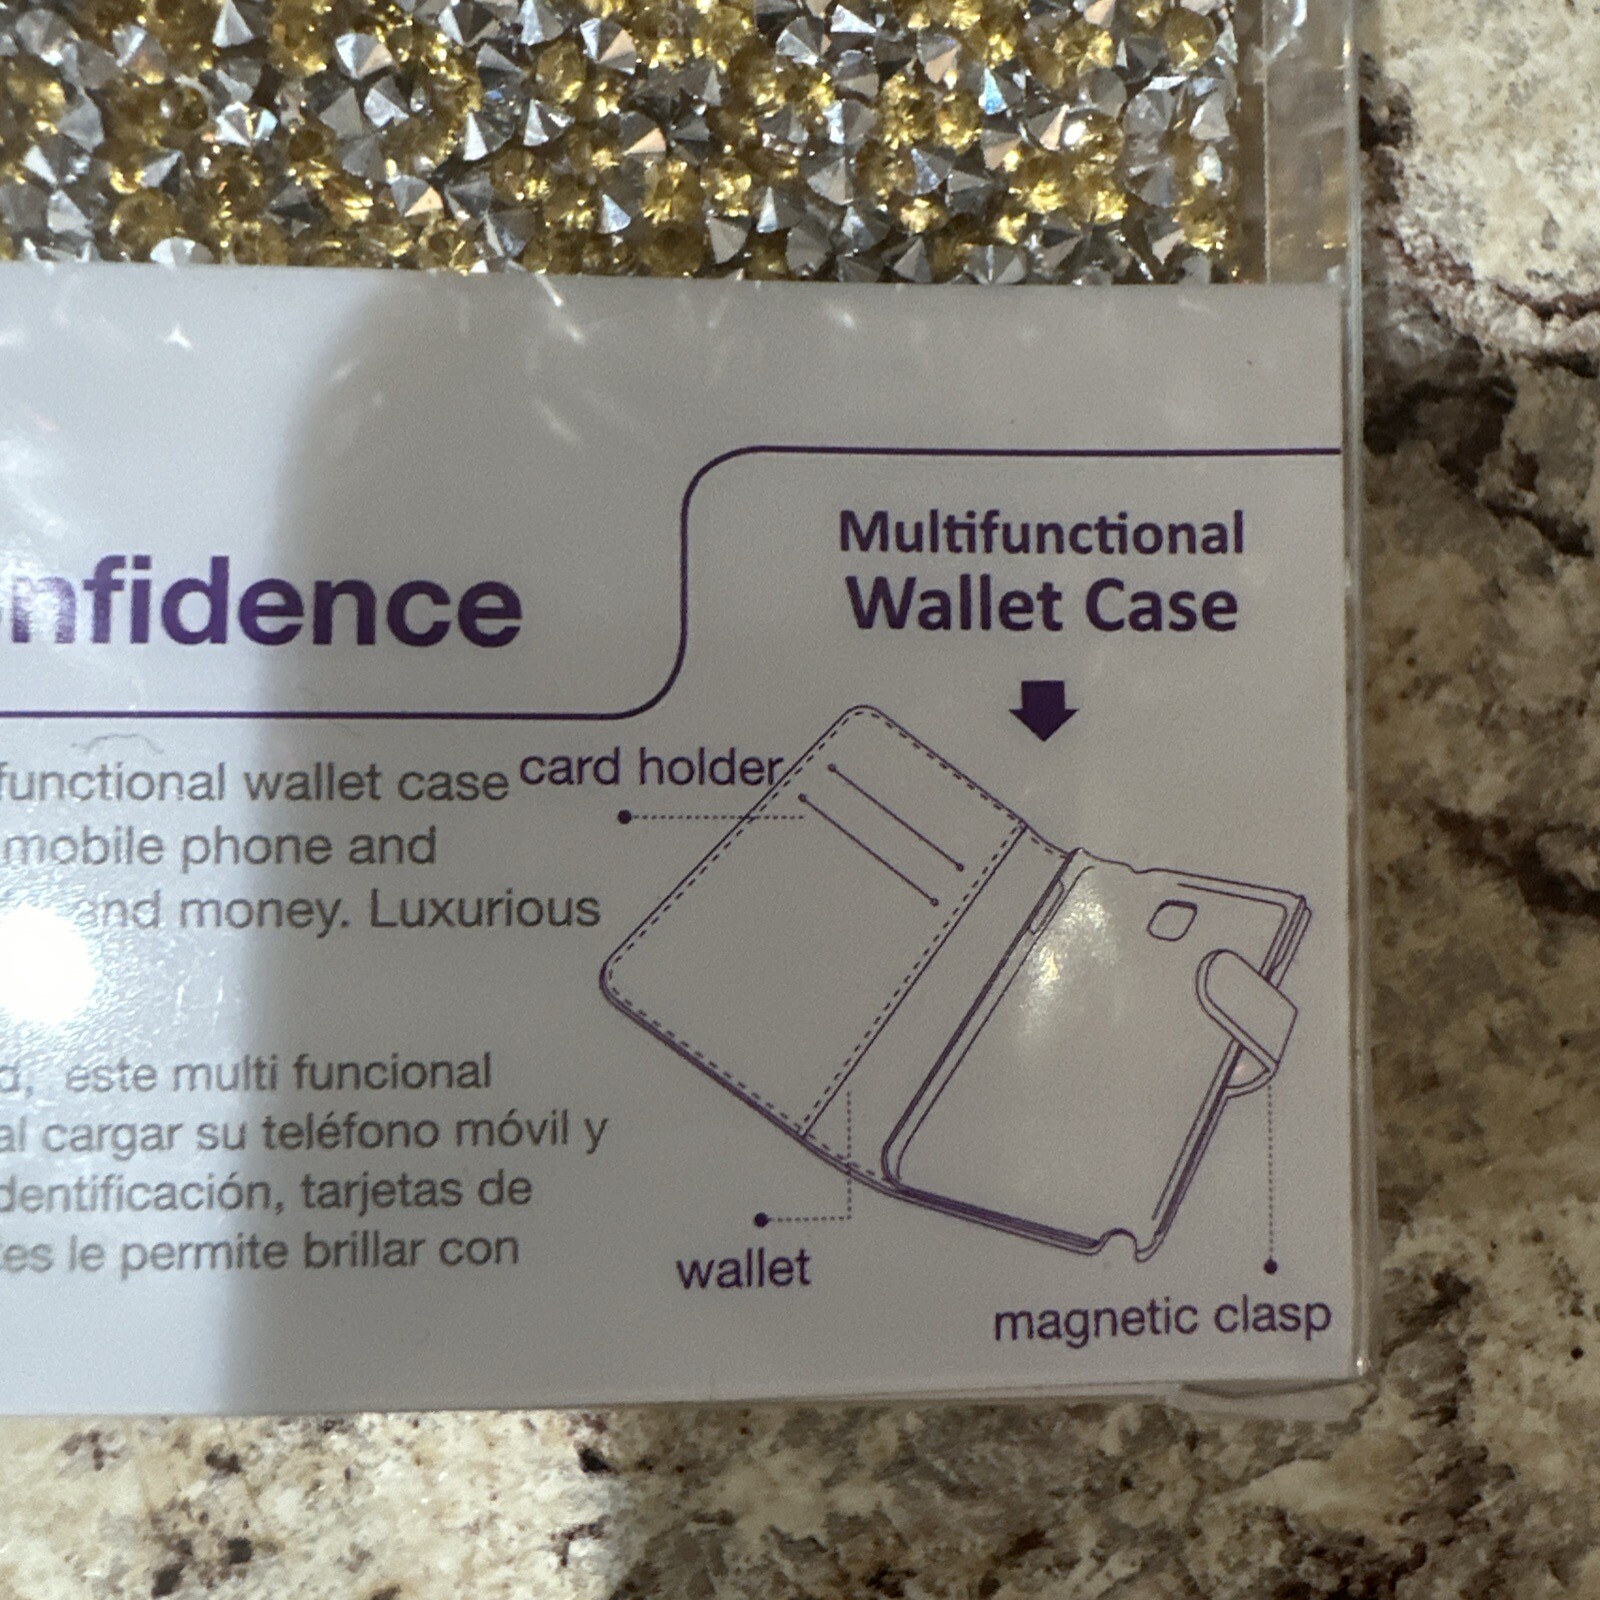 nfidence
Multifunctional
Wallet Case
functional wallet case
mobile phone and
and money. Luxurious
card holder
wallet
magnetic clasp
este multi funcional
al cargar su teléfono móvil y
dentificación, tarjetas de
es le permite brillar con